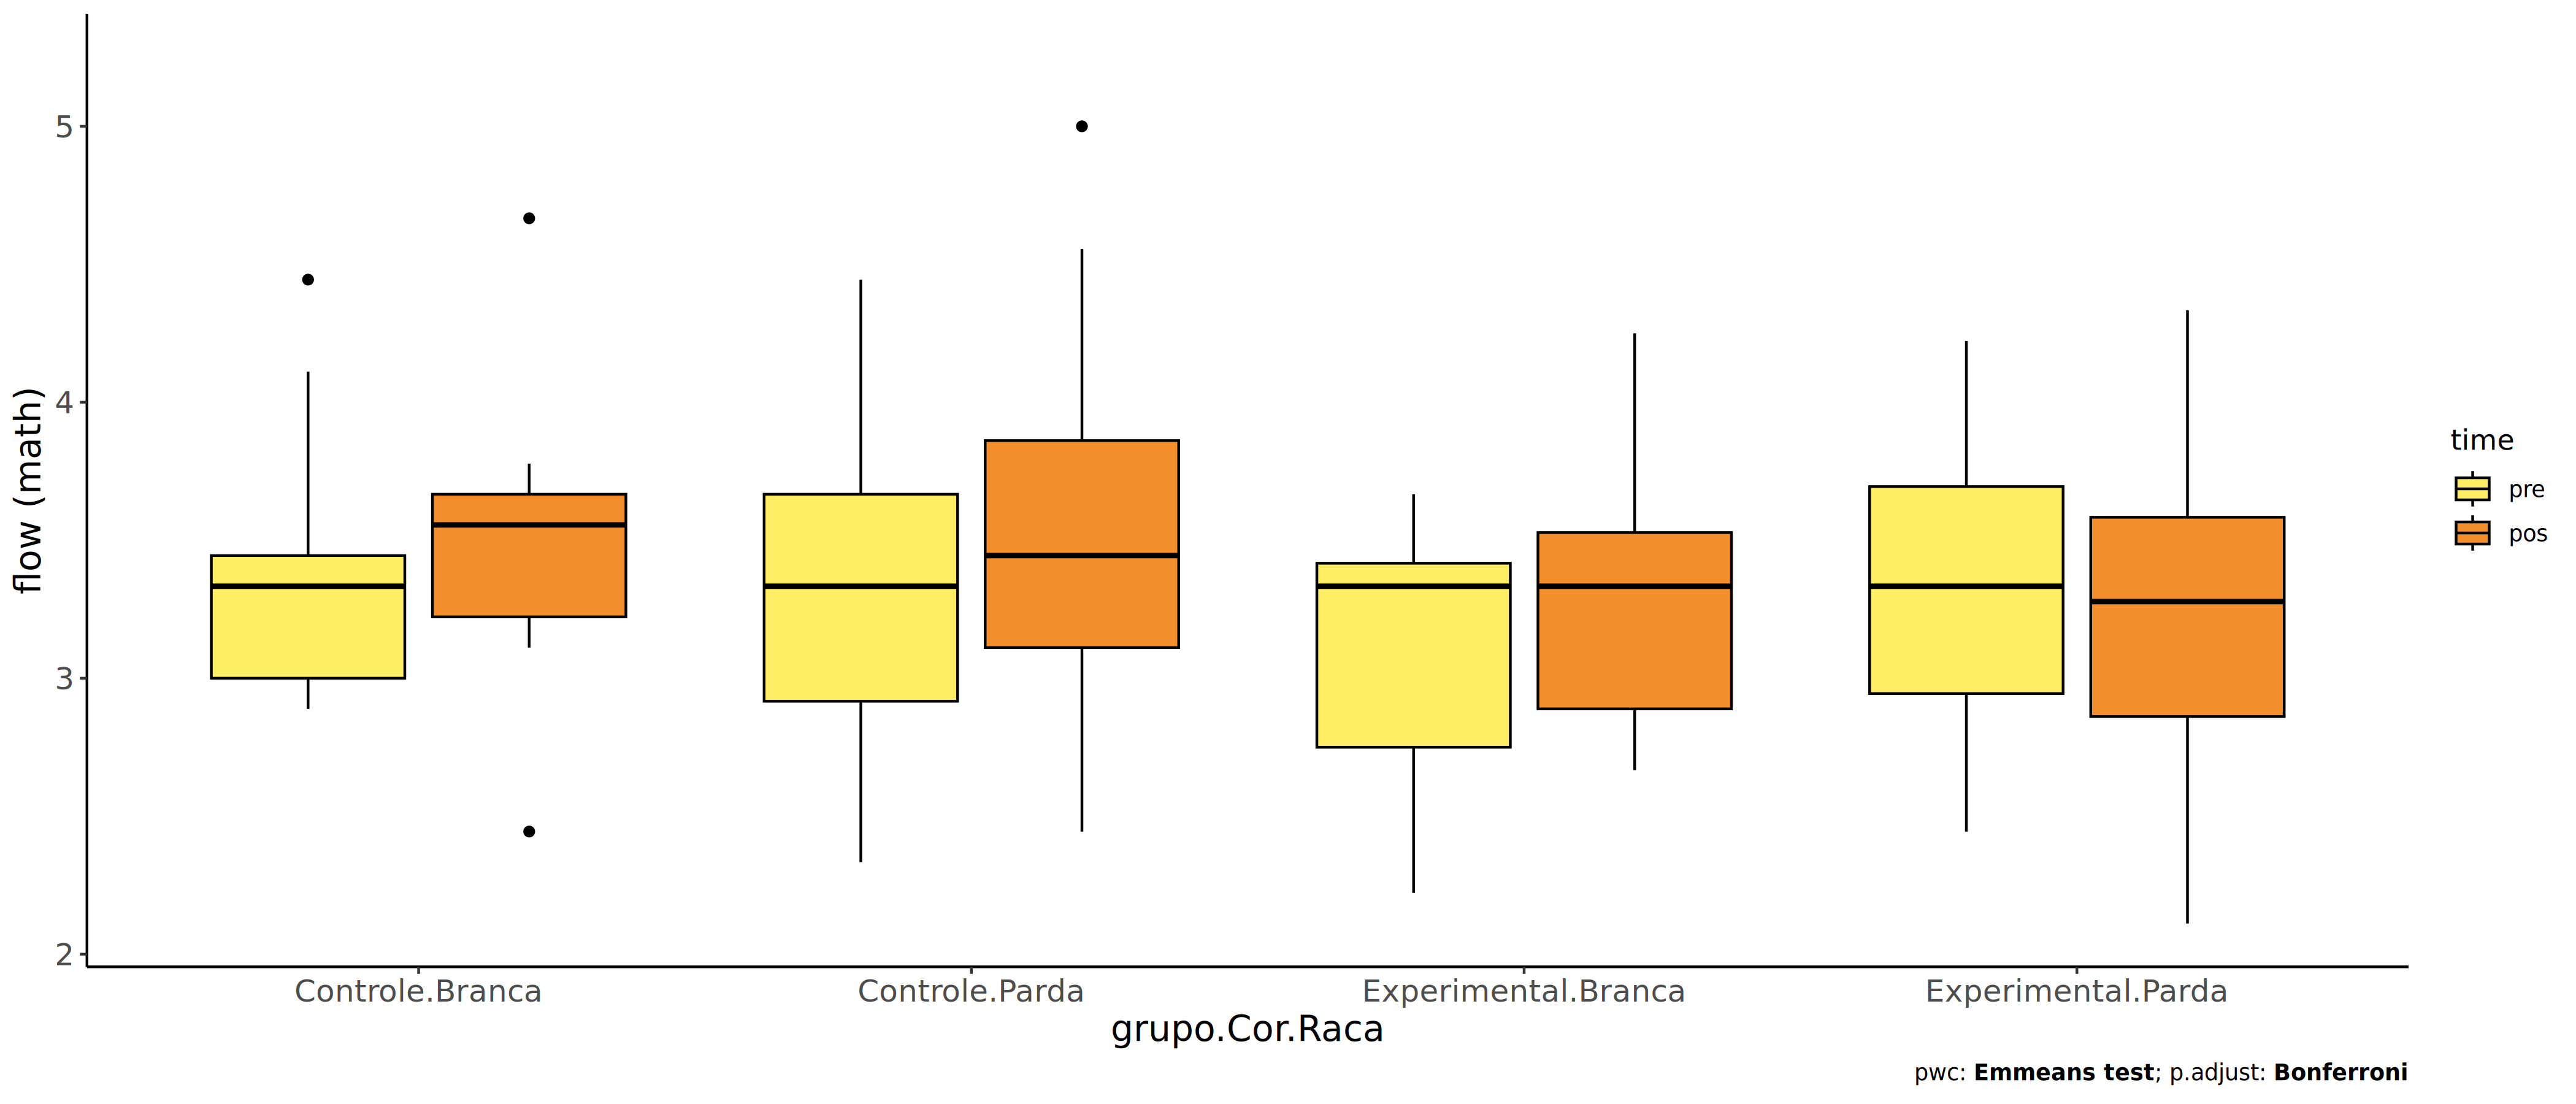 flow (math)
5
4
3
2
Controle.Branca
Controle.Parda
Experimental.Branca
Experimental.Parda
grupo.Cor.Raca
time
pre
pos
pwc: Emmeans test; p.adjust: Bonferroni